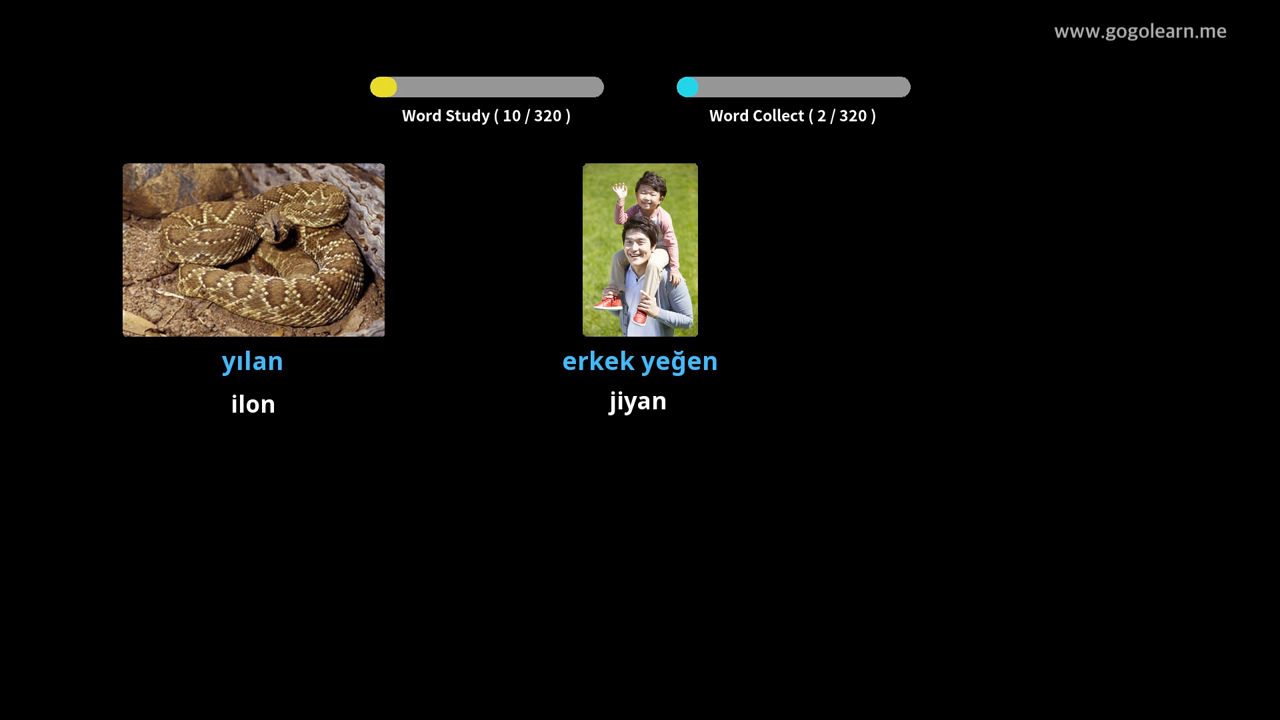 www.gogolearn.me
Word Study ( 10 / 320 )
Word Collect ( 2 / 320 )
yılan
ilon
erkek yeğen
jiyan